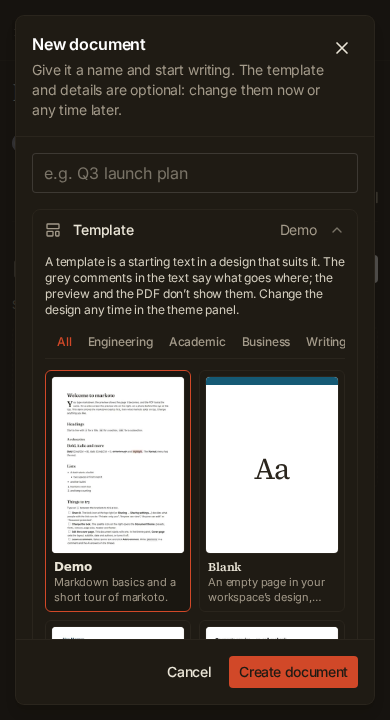 New document
Give it a name and start writing. The template
and details are optional: change them now or
any time later.
e.g. Q3 launch plan
Template
Demo
A template is a starting text in a design that suits it. The
grey comments in the text say what goes where; the
preview and the PDF don't show them. Change the
design any time in the theme panel.
All Engineering Academic Business Writing
Welcome to markoto
Headings
Bold, italic and more
Lists
Things to try
Aa
Demo
Markdown basics and a
short tour of markoto.
Blank
An empty page in your
workspace's design,...
Cancel
Create document